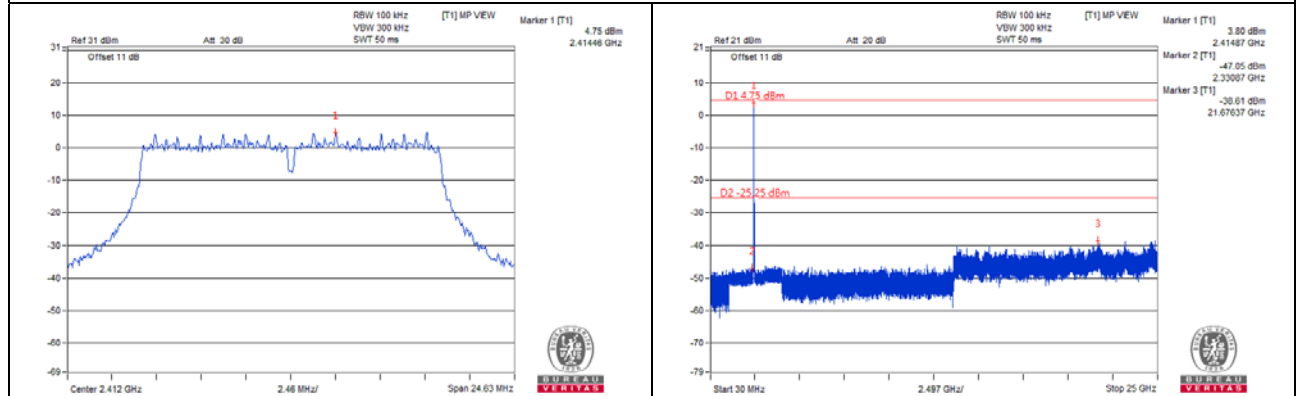 RBW 100 kHz
VBW 300 kHz
SWT 50 ms
[T1] MP VIEW
Marker 1 [T1]
4.75 dBm
2.41446 GHz
Ref 31 dBm
Att 30 dB
Offset 11 dB
31
20
10
0
-10
-20
-30
-40
-50
-60
-69
1
Center 2.412 GHz
2.46 MHz/
Span 24.63 MHz
BUREAU
VERITAS
RBW 100 kHz
VBW 300 kHz
SWT 50 ms
[T1] MP VIEW
Marker 1 [T1]
3.80 dBm
2.41487 GHz
Marker 2 [T1]
-47.05 dBm
2.33087 GHz
Marker 3 [T1]
-38.61 dBm
21.67637 GHz
Ref 21 dBm
Att 20 dB
Offset 11 dB
21
10
0
-10
-20
-30
-40
-50
-60
-70
-79
1
D1 4.75 dBm
D2 -25.25 dBm
2
3
Start 30 MHz
2.497 GHz/
Stop 25 GHz
BUREAU
VERITAS